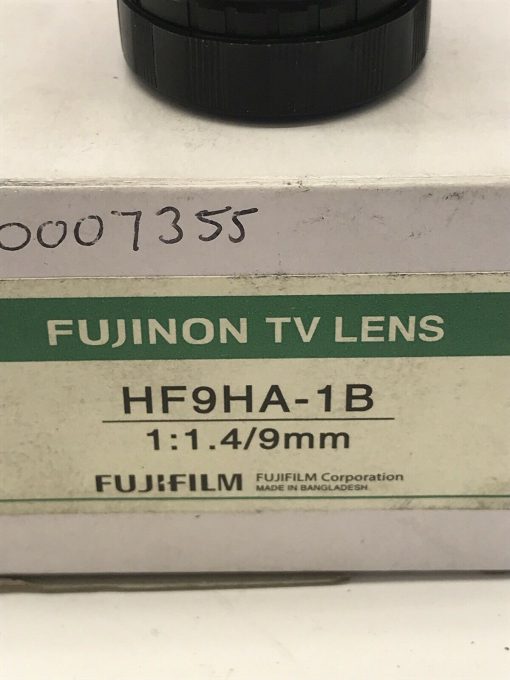 0007355
FUJINON TV LENS
HF9HA-1B
1:1.4/9mm
FUJIFILM FUJIFILM Corporation
MADE IN BANGLADESH